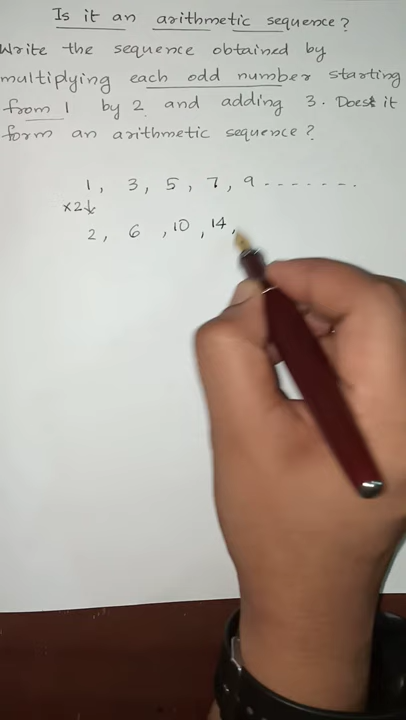 Is it an arithmetic sequence?
Write the sequence obtained by
multiplying each odd number starting
from 1 by 2 and adding 3. Does it
form an arithmetic sequence?
1, 3, 5, 7, 9 -------.
×2↓
2, 6, 10, 14,